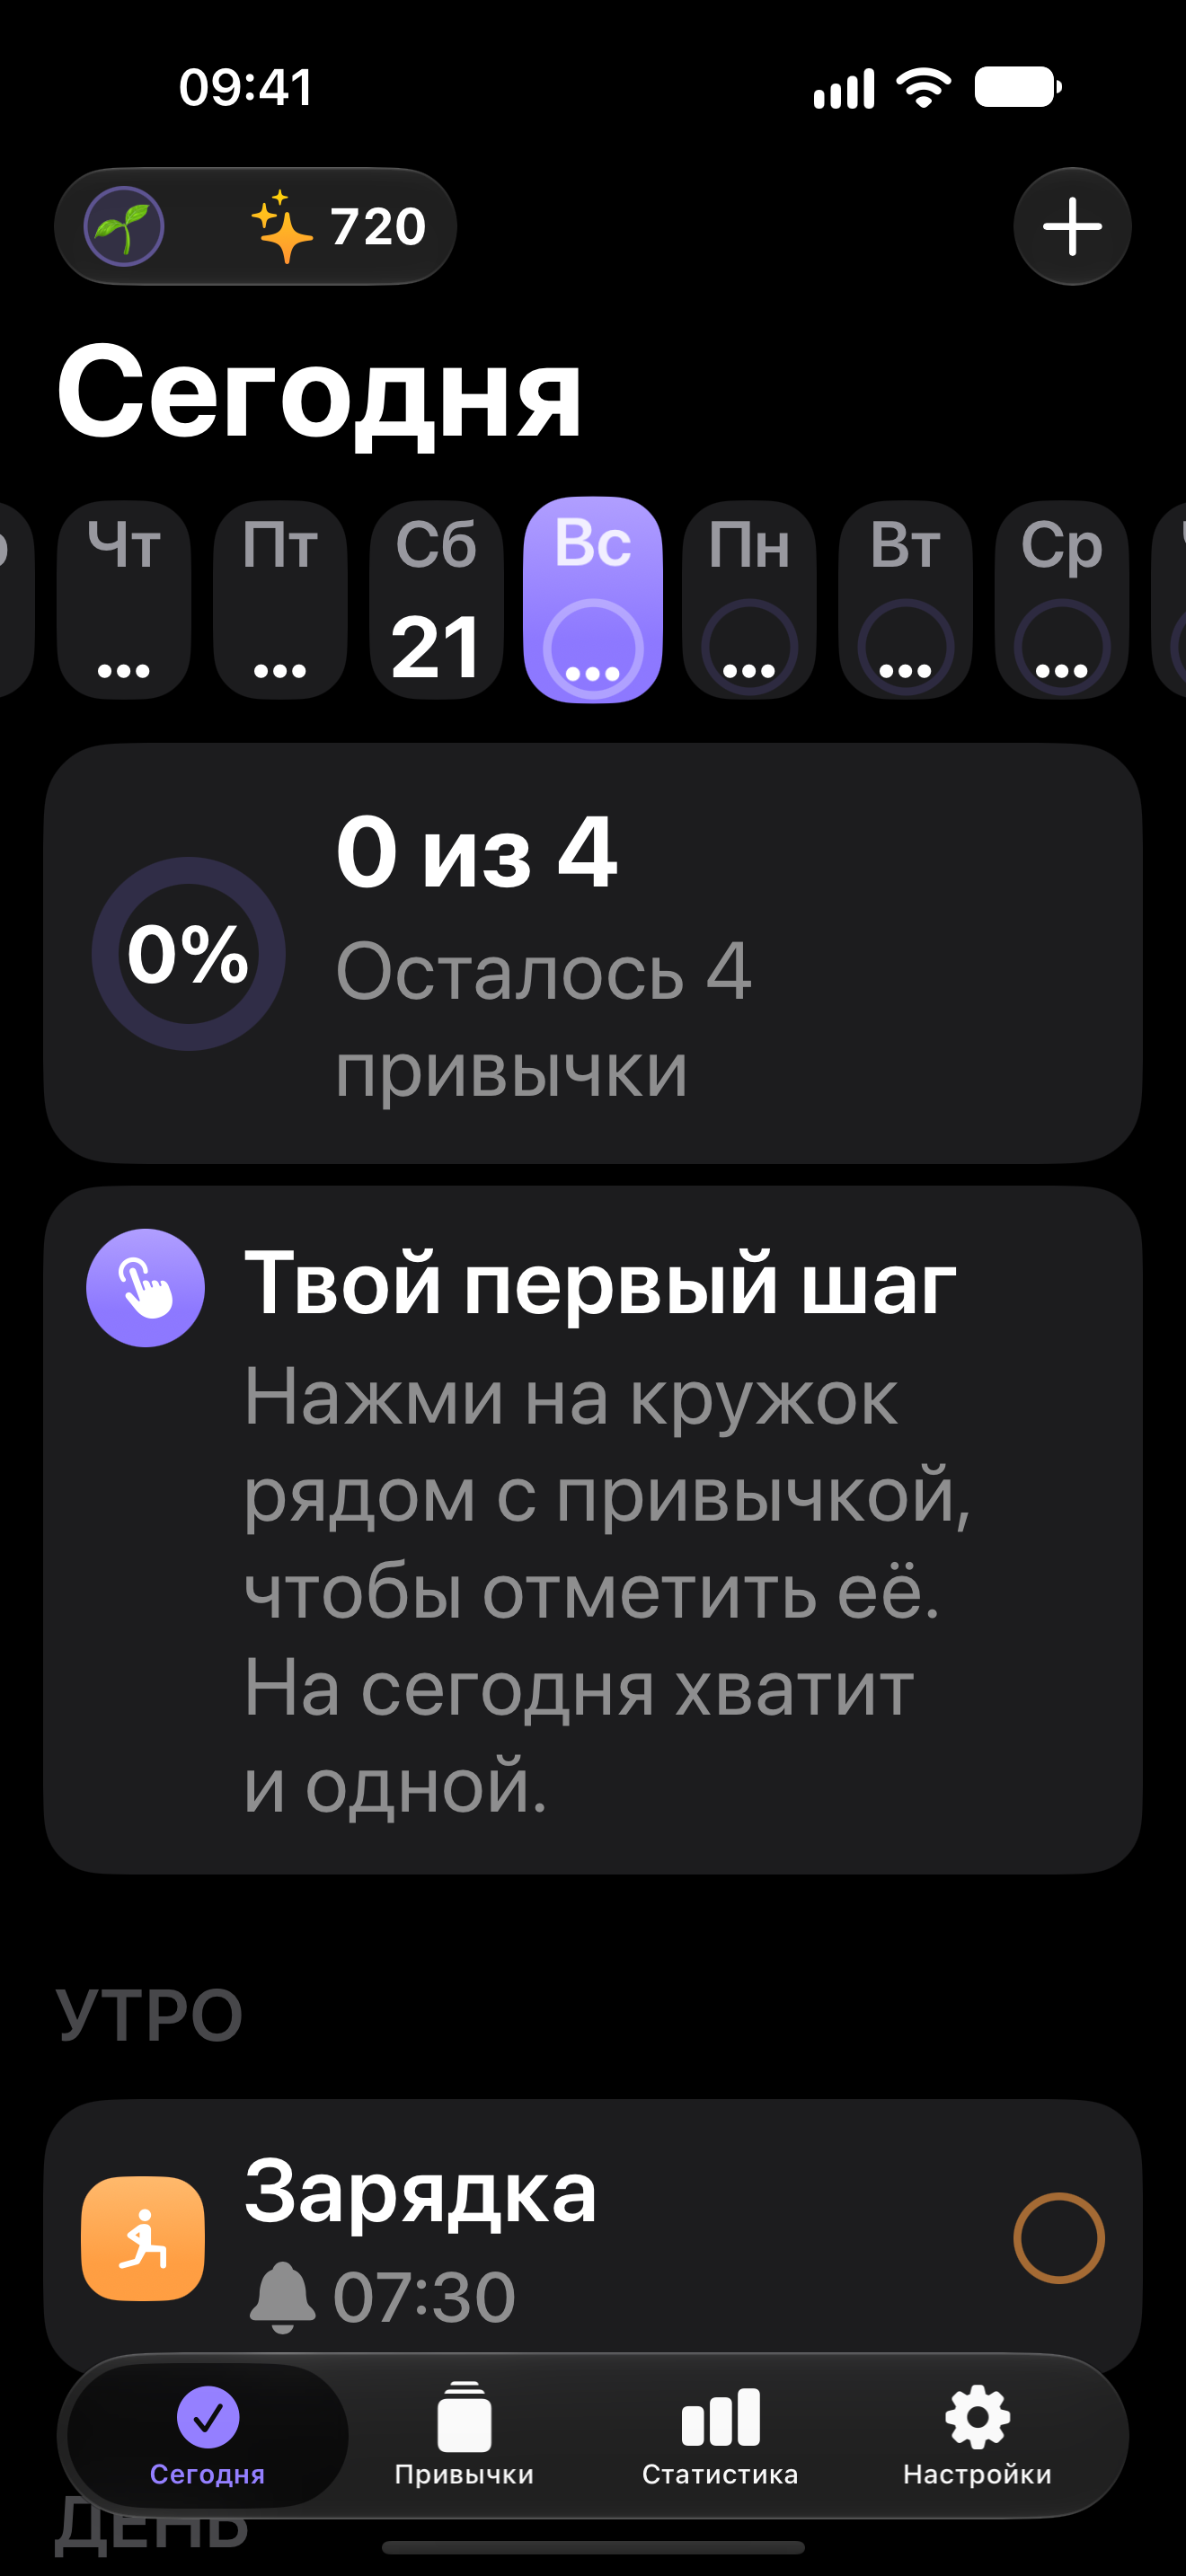 09:41
720
Сегодня
Чт Пт Сб Вс Пн Вт Ср
... ... 21 ... ... ... ...
0%
0 из 4
Осталось 4
привычки
Твой первый шаг
Нажми на кружок
рядом с привычкой,
чтобы отметить её.
На сегодня хватит
и одной.
УТРО
Зарядка
07:30
Сегодня Привычки Статистика Настройки
ДЕНЬ